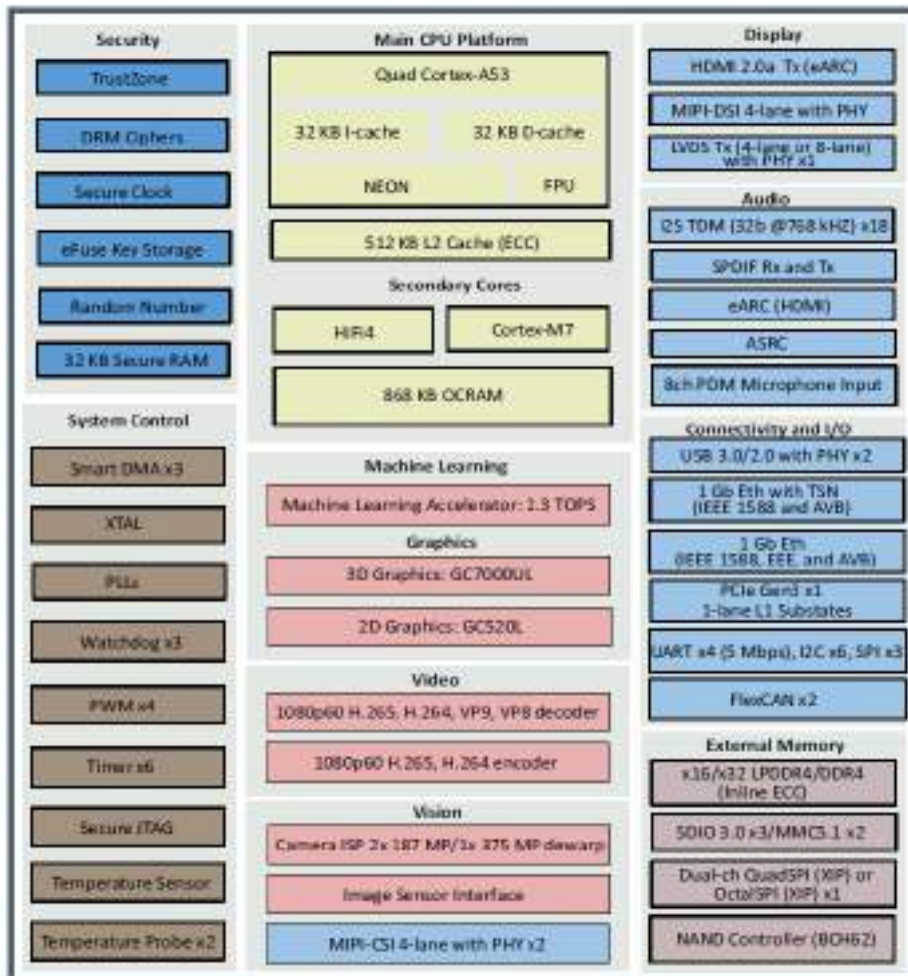 Security
TrustZone
DRM Ciphers
Secure Clock
eFuse Key Storage
Random Number
32 KB Secure RAM
System Control
Smart DMA x3
XTAL
PLLs
Watchdog x3
PWM x4
Timer x6
Secure JTAG
Temperature Sensor
Temperature Probe x2
Main CPU Platform
Quad Cortex-A53
32 KB I-cache
32 KB D-cache
NEON
FPU
512 KB L2 Cache (ECC)
Secondary Cores
HIFI4
Cortex-M7
868 KB OCRAM
Machine Learning
Machine Learning Accelerator: 2.3 TOPS
Graphics
3D Graphics: GC7000UL
2D Graphics: GC520L
Video
1080p60 H.265, H.264, VP9, VP8 decoder
1080p60 H.265, H.264 encoder
Vision
Camera ISP 2x 187 MP/1x 375 MP dewarp
Image Sensor Interface
MIPI-CSI 4-lane with PHY x2
Display
HDMI 2.0a Tx (eARC)
MIPI-DSI 4-lane with PHY
LVDS Tx (4-lane or 8-lane)
with PHY x1
Audio
I2S TDM (32b @768 kHZ) x18
SPDIF Rx and Tx
eARC (HDMI)
ASRC
8ch PDM Microphone Input
Connectivity and I/O
USB 3.0/2.0 with PHY x2
1 Gb Eth with TSN
(IEEE 1588 and AVB)
1 Gb Eth
(IEEE 1588, EEE, and AVB)
PCIe Gen3 x1
1-lane L1 Substates
UART x4 (5 Mbps), I2C x6, SPI x3
FlexCAN x2
External Memory
x16/x32 LPDDR4/DDR4
(Inline ECC)
SDIO 3.0 x3/MMC5.1 x2
Dual-ch QuadSPI (XIP) or
OctalSPI (XIP) x1
NAND Controller (BCH62)